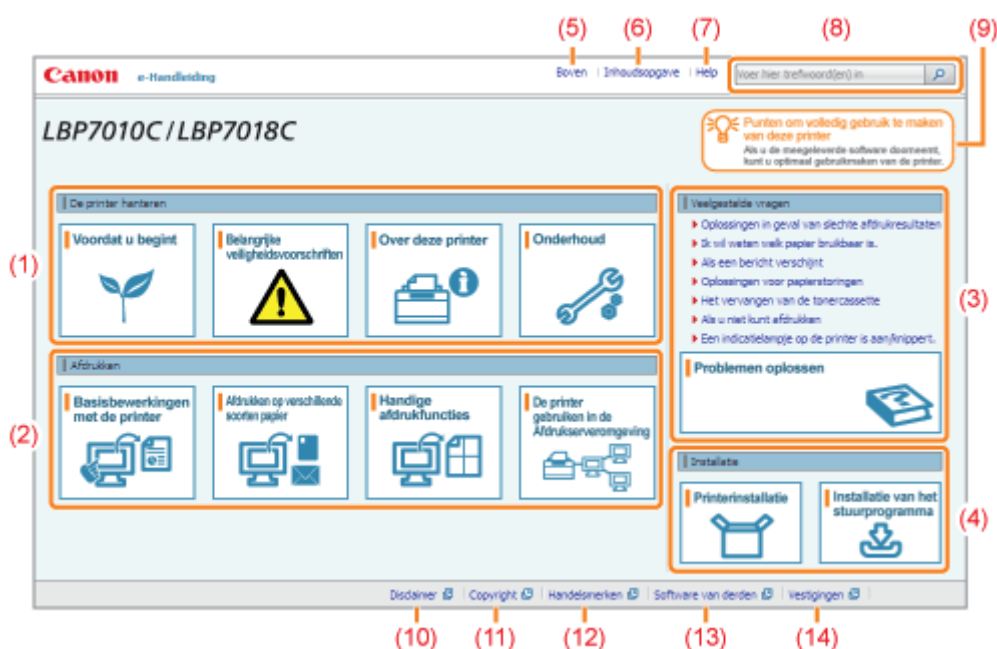 (5) (6) (7) (8) (9)
Canon e-Handleiding
Boven | Inhoudsopgave | Help
Voer hier trefwoord(en) in
LBP7010C / LBP7018C
Punten om volledig gebruik te maken
van deze printer
Als u de meegeleverde software doorneemt,
kunt u optimaal gebruikmaken van de printer.
(1)
De printer hanteren
Voordat u begint
Belangrijke
veiligheidsvoorschriften
Over deze printer
Onderhoud
(2)
Afdrukken
Basisbewerkingen
met de printer
Afdrukken op verschillende
soorten papier
Handige
afdrukfuncties
De printer
gebruiken in de
Afdrukserveromgeving
(3)
Veelgestelde vragen
Oplossingen in geval van slechte afdrukresultaten
Ik wil weten welk papier bruikbaar is.
Als een bericht verschijnt
Oplossingen voor papierstoringen
Het vervangen van de tonercassette
Als u niet kunt afdrukken
Een indicatielampje op de printer is aan/knippert.
Problemen oplossen
(4)
Installatie
Printerinstallatie
Installatie van het
stuurprogramma
Disclaimer | Copyright | Handelsmerken | Software van derden | Vestigingen |
(10) (11) (12) (13) (14)